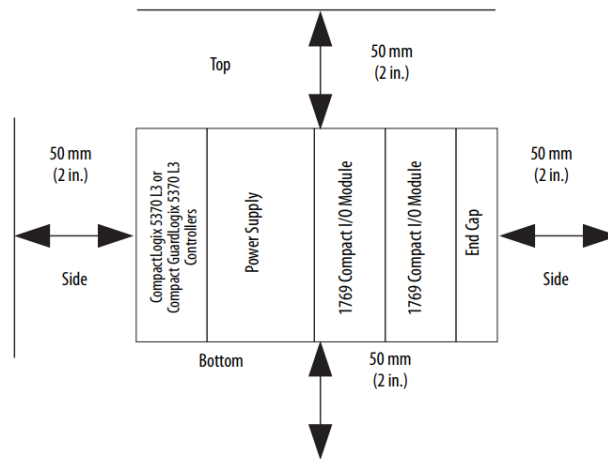 Top
50 mm
(2 in.)
50 mm
(2 in.)
Side
CompactLogix 5370 L3 or
Compact GuardLogix 5370 L3
Controllers
Power Supply
1769 Compact I/O Module
1769 Compact I/O Module
End Cap
50 mm
(2 in.)
Side
Bottom
50 mm
(2 in.)